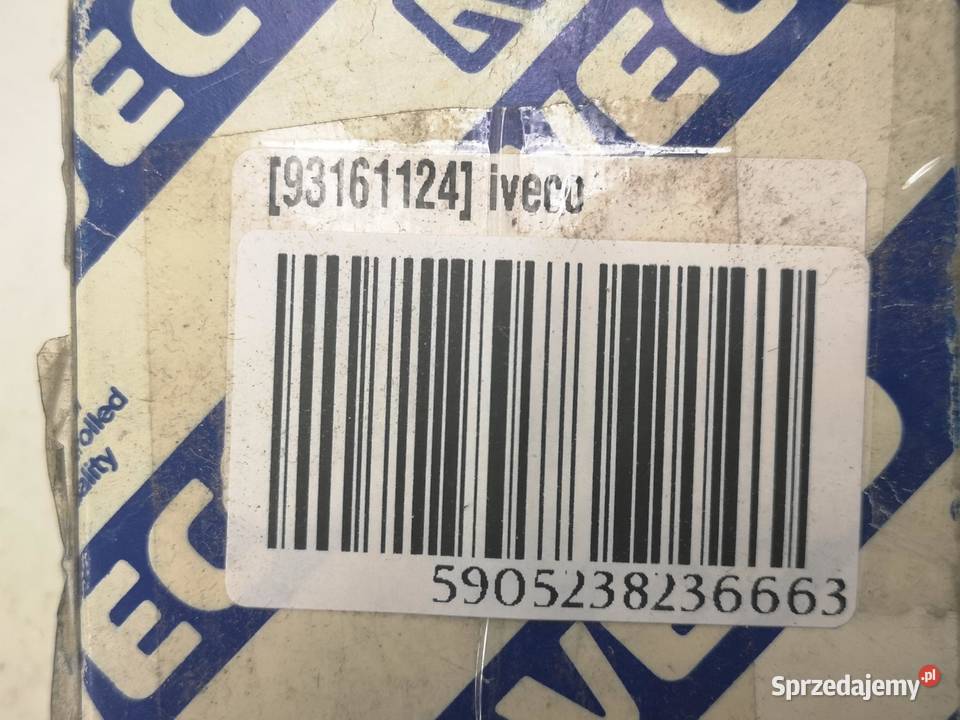 [93161124] iveco
5905238236663
Sprzedajemy.pl